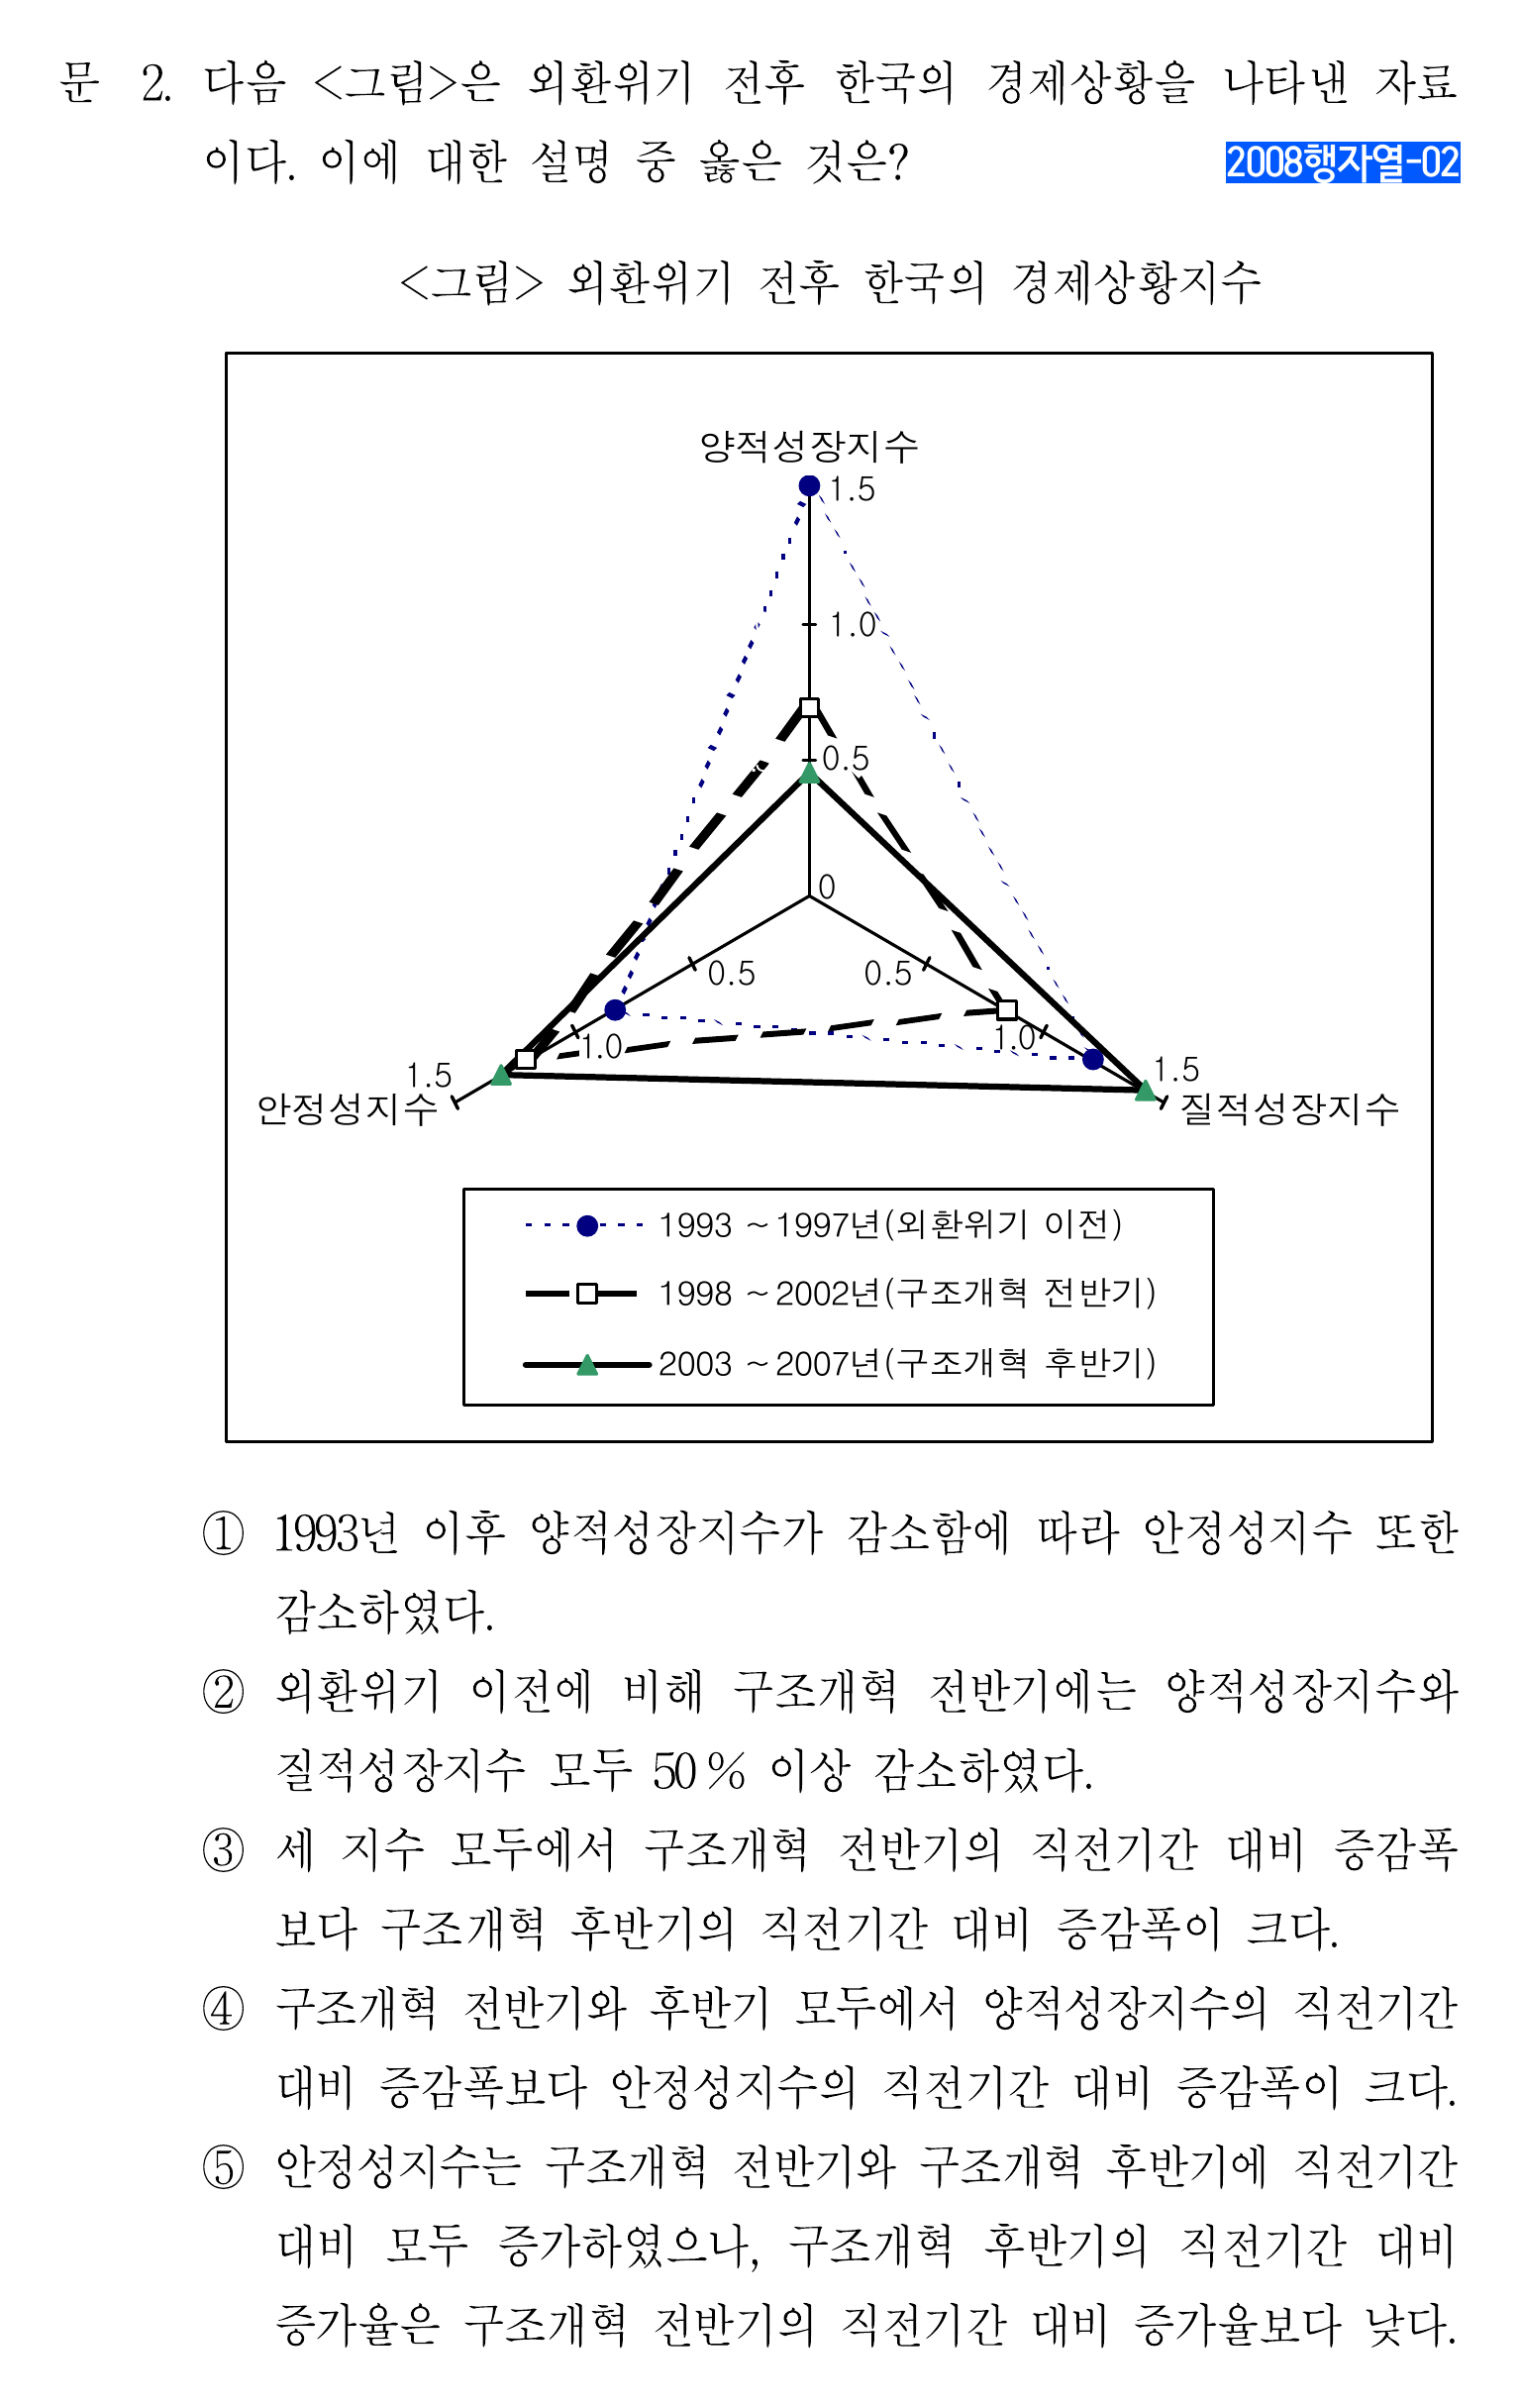 문 2. 다음 <그림>은 외환위기 전후 한국의 경제상황을 나타낸 자료
이다. 이에 대한 설명 중 옳은 것은?
2008행자열-02
<그림> 외환위기 전후 한국의 경제상황지수
양적성장지수
1.5
1.0
0.5
0
0.5
0.5
1.0
1.0
1.5
1.5
안정성지수
질적성장지수
1993 ~ 1997년(외환위기 이전)
1998 ~ 2002년(구조개혁 전반기)
2003 ~ 2007년(구조개혁 후반기)
① 1993년 이후 양적성장지수가 감소함에 따라 안정성지수 또한
감소하였다.
② 외환위기 이전에 비해 구조개혁 전반기에는 양적성장지수와
질적성장지수 모두 50 % 이상 감소하였다.
③ 세 지수 모두에서 구조개혁 전반기의 직전기간 대비 증감폭
보다 구조개혁 후반기의 직전기간 대비 증감폭이 크다.
④ 구조개혁 전반기와 후반기 모두에서 양적성장지수의 직전기간
대비 증감폭보다 안정성지수의 직전기간 대비 증감폭이 크다.
⑤ 안정성지수는 구조개혁 전반기와 구조개혁 후반기에 직전기간
대비 모두 증가하였으나, 구조개혁 후반기의 직전기간 대비
증가율은 구조개혁 전반기의 직전기간 대비 증가율보다 낮다.